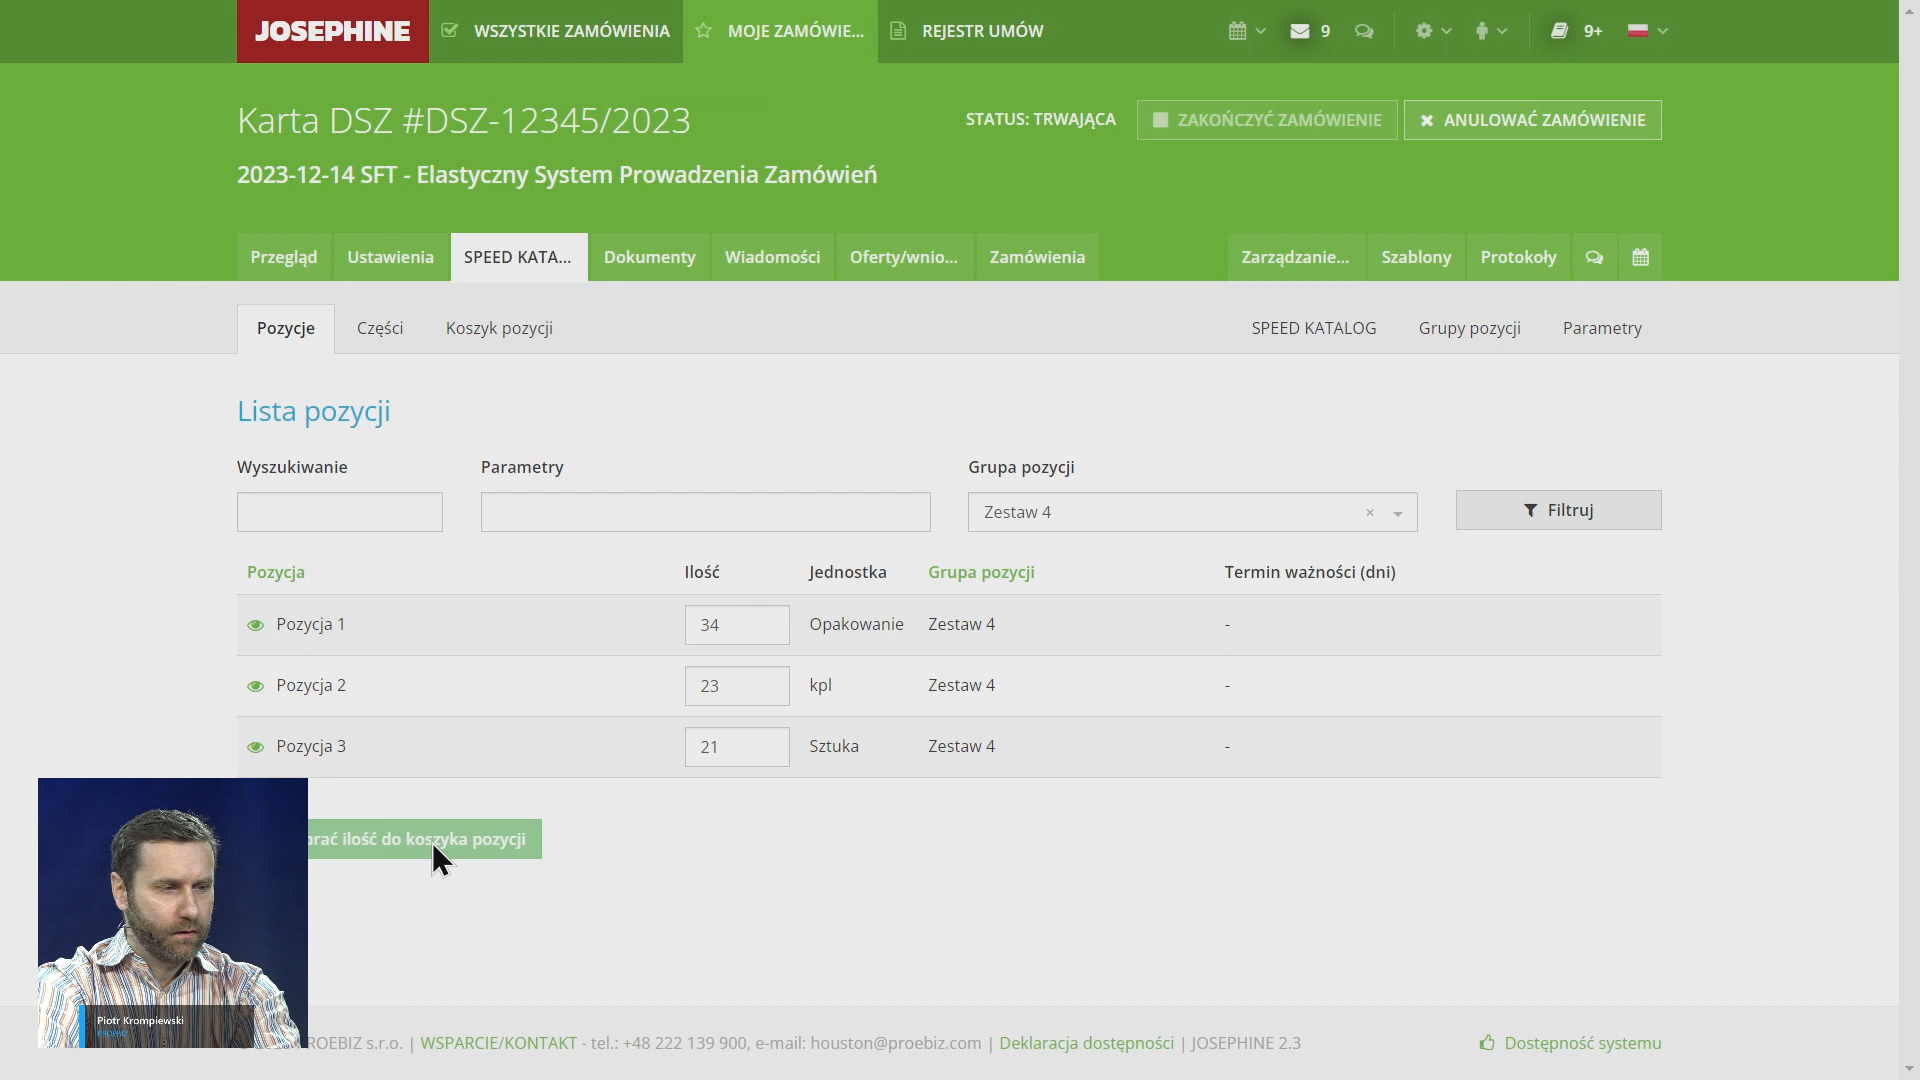 JOSEPHINE
WSZYSTKIE ZAMÓWIENIA
MOJE ZAMÓWIE...
REJESTR UMÓW
9
9+
Karta DSZ #DSZ-12345/2023
STATUS: TRWAJĄCA
ZAKOŃCZYĆ ZAMÓWIENIE
ANULOWAĆ ZAMÓWIENIE
2023-12-14 SFT - Elastyczny System Prowadzenia Zamówień
Przegląd
Ustawienia
SPEED KATA...
Dokumenty
Wiadomości
Oferty/wnio...
Zamówienia
Zarządzanie...
Szablony
Protokoły
Pozycje
Części
Koszyk pozycji
SPEED KATALOG
Grupy pozycji
Parametry
Lista pozycji
Wyszukiwanie
Parametry
Grupa pozycji
Zestaw 4 ×
Filtruj
Pozycja Ilość Jednostka Grupa pozycji Termin ważności (dni)
Pozycja 1 34 Opakowanie Zestaw 4 -
Pozycja 2 23 kpl Zestaw 4 -
Pozycja 3 21 Sztuka Zestaw 4 -
ilość do koszyka pozycji
Piotr Krompiewski
PROEBIZ
s.r.o. | WSPARCIE/KONTAKT - tel.: +48 222 139 900, e-mail: houston@proebiz.com | Deklaracja dostępności | JOSEPHINE 2.3
Dostępność systemu